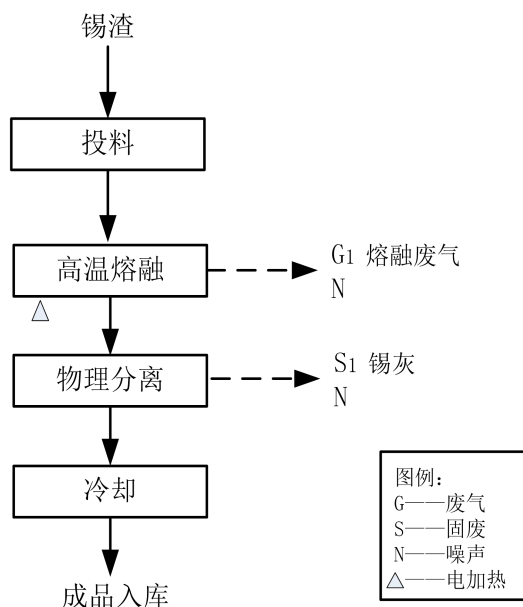 锡渣
投料
高温熔融
G1 熔融废气
N
物理分离
S1 锡灰
N
冷却
成品入库
图例：
G——废气
S——固废
N——噪声
△——电加热